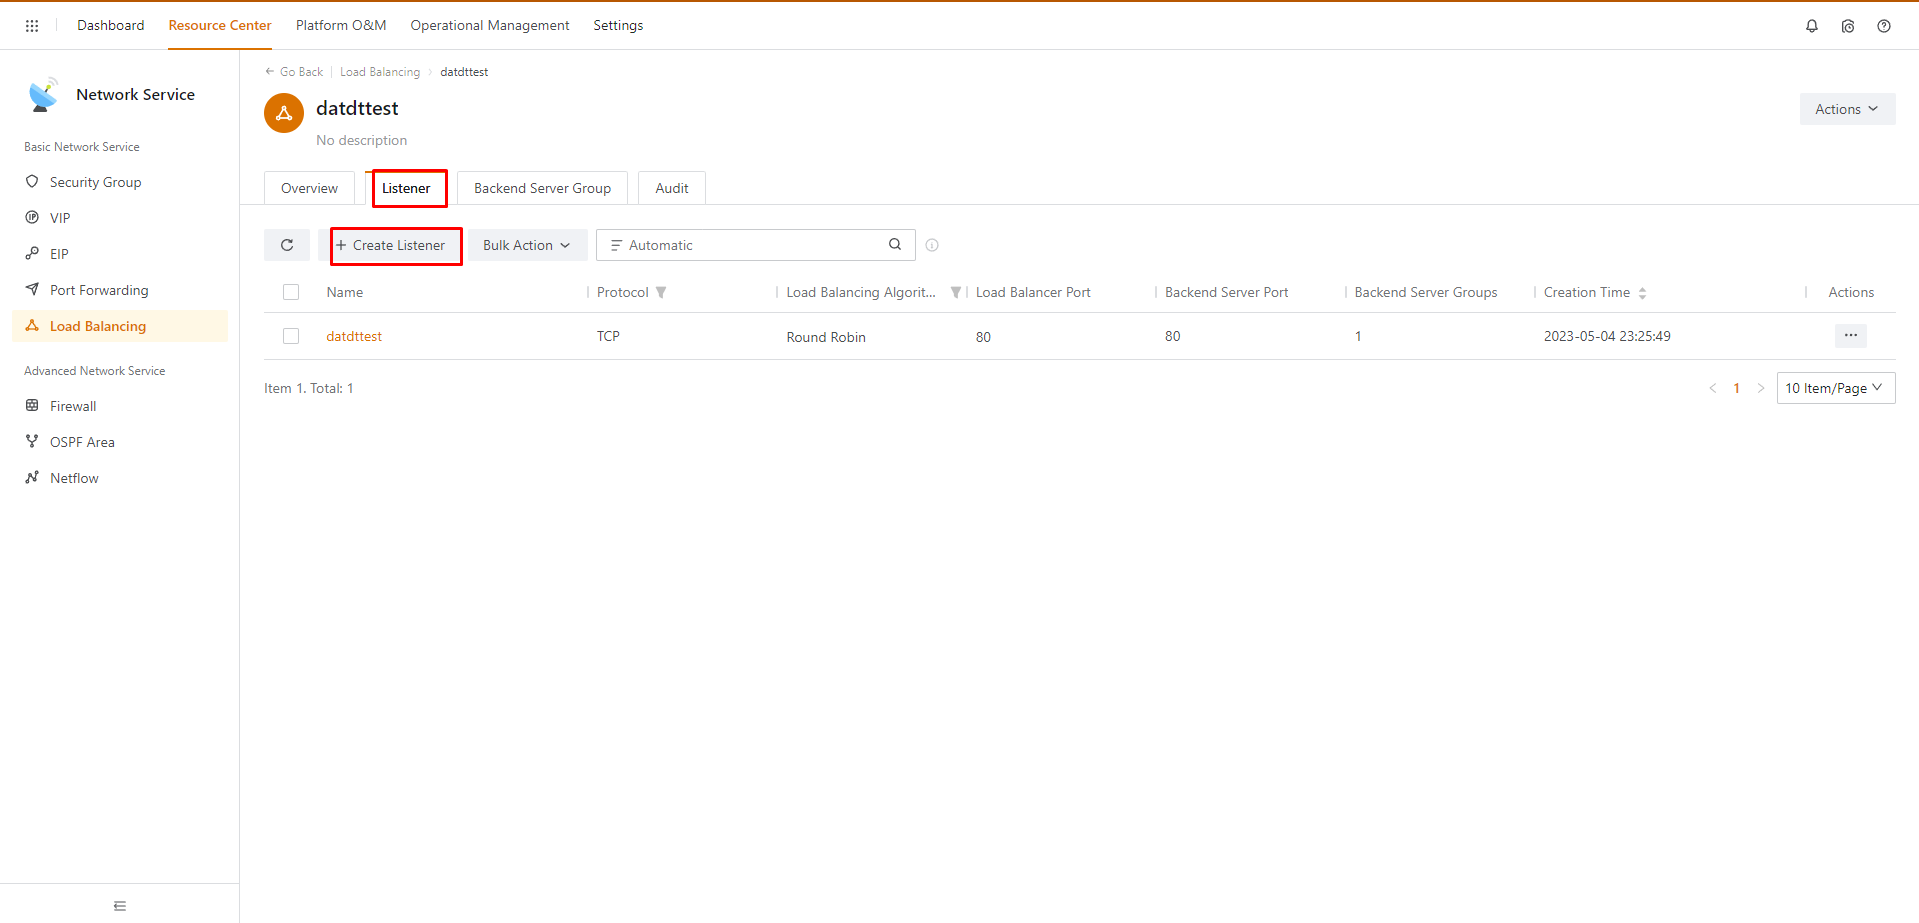 Dashboard Resource Center Platform O&M Operational Management Settings
Network Service
Basic Network Service
Security Group
VIP
EIP
Port Forwarding
Load Balancing
Advanced Network Service
Firewall
OSPF Area
Netflow
Go Back Load Balancing datdttest
datdttest
No description
Actions
Overview Listener Backend Server Group Audit
Create Listener Bulk Action Automatic
Name Protocol Load Balancing Algorit... Load Balancer Port Backend Server Port Backend Server Groups Creation Time Actions
datdttest TCP Round Robin 80 80 1 2023-05-04 23:25:49
Item 1. Total: 1
1 10 Item/Page